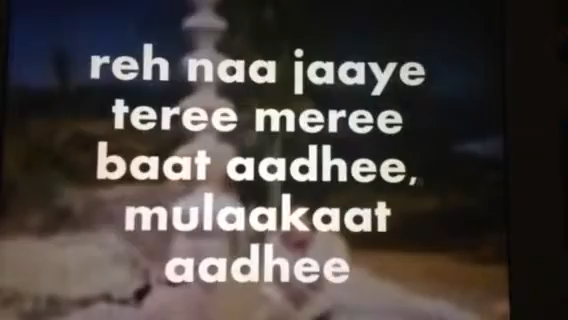 reh naa jaaye
teree meree
baat aadhee,
mulaakaat
aadhee